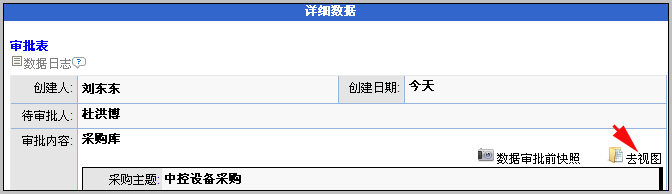 详细数据
审批表
数据日志?
创建人: 刘东东 创建日期: 今天
待审批人: 杜洪博
审批内容: 采购库
数据审批前快照 去视图
采购主题: 中控设备采购